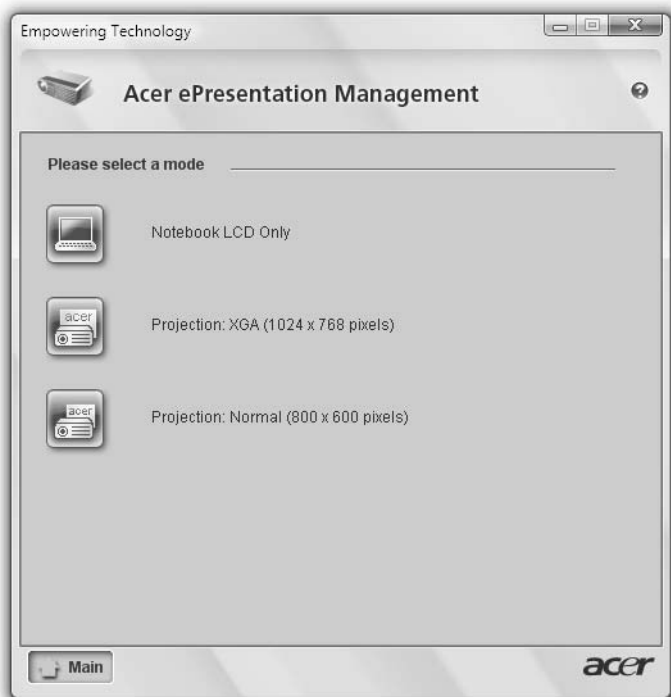 Empowering Technology
Acer ePresentation Management
Please select a mode
Notebook LCD Only
acer
Projection: XGA (1024 x 768 pixels)
acer
Projection: Normal (800 x 600 pixels)
Main
acer